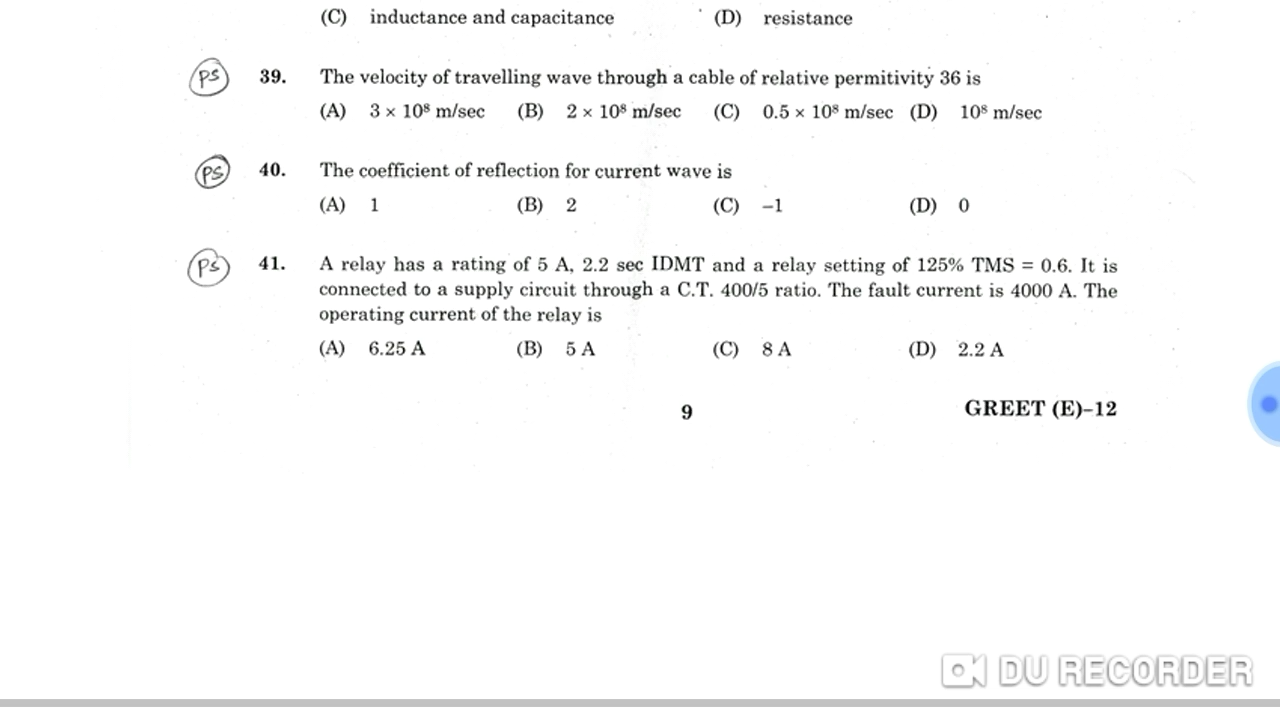 (C) inductance and capacitance (D) resistance
PS 39. The velocity of travelling wave through a cable of relative permitivity 36 is
(A) 3 × 10⁸ m/sec (B) 2 × 10⁸ m/sec (C) 0.5 × 10⁸ m/sec (D) 10⁸ m/sec
PS 40. The coefficient of reflection for current wave is
(A) 1 (B) 2 (C) –1 (D) 0
PS 41. A relay has a rating of 5 A, 2.2 sec IDMT and a relay setting of 125% TMS = 0.6. It is
connected to a supply circuit through a C.T. 400/5 ratio. The fault current is 4000 A. The
operating current of the relay is
(A) 6.25 A (B) 5 A (C) 8 A (D) 2.2 A
9 GREET (E)–12
DU RECORDER